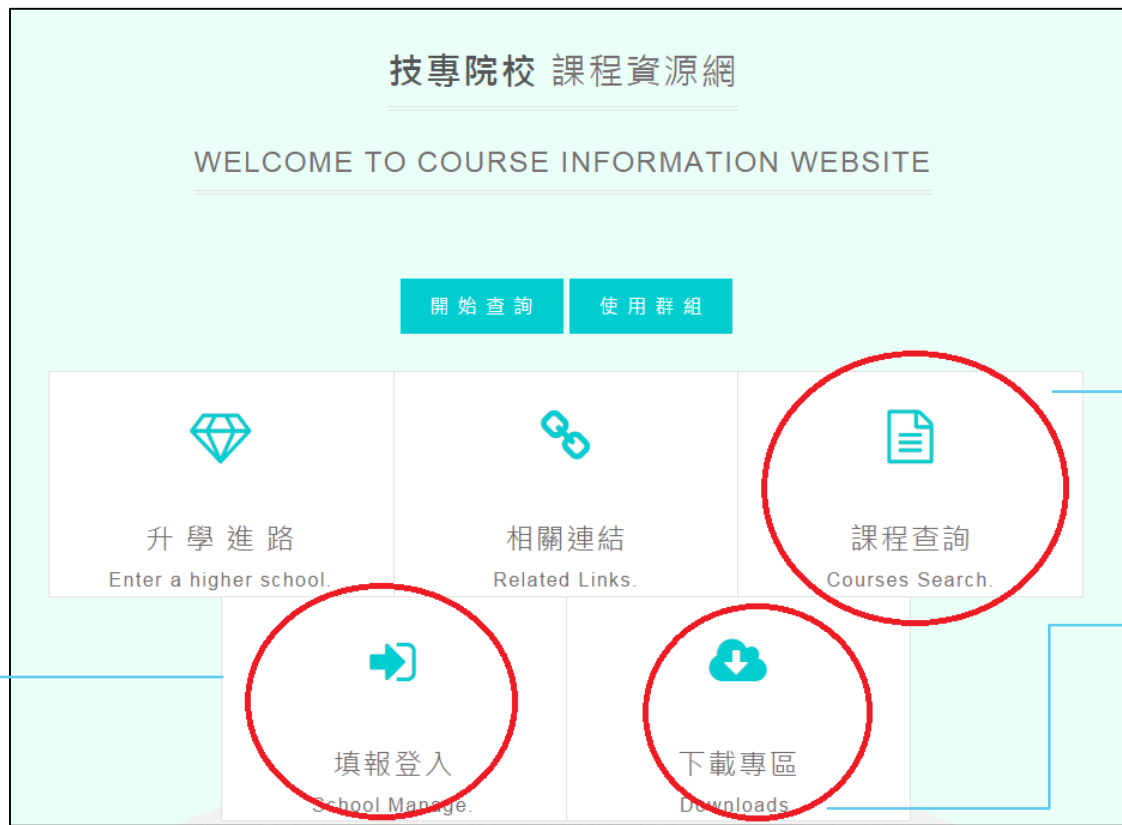 技專院校 課程資源網
WELCOME TO COURSE INFORMATION WEBSITE
開始查詢 使用群組
升學進路 相關連結 課程查詢
Enter a higher school. Related Links. Courses Search.
填報登入 下載專區
School Manage. Downloads.